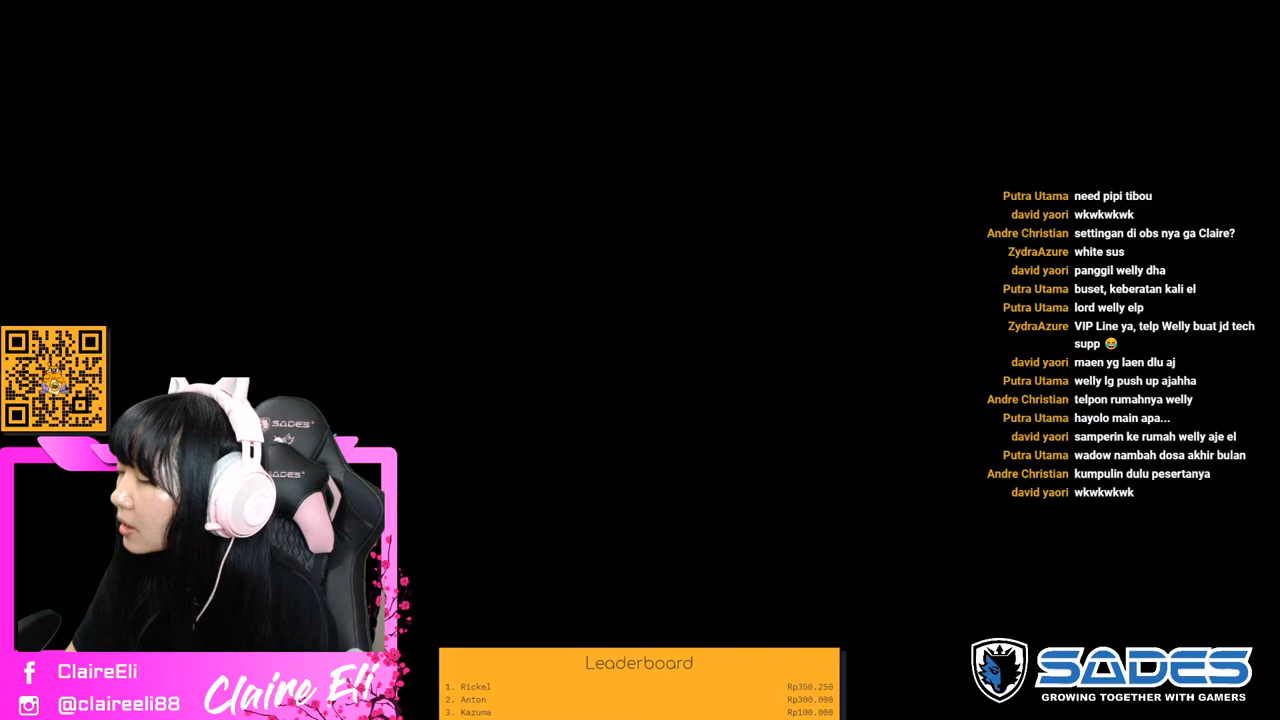 Putra Utama need pipi tibou
david yaori wkwkwkwk
Andre Christian settingan di obs nya ga Claire?
ZydraAzure white sus
david yaori panggil welly dha
Putra Utama buset, keberatan kali el
Putra Utama lord welly elp
ZydraAzure VIP Line ya, telp Welly buat jd tech
supp 😂
david yaori maen yg laen dlu aj
Putra Utama welly lg push up ajahha
Andre Christian telpon rumahnya welly
Putra Utama hayolo main apa...
david yaori samperin ke rumah welly aje el
Putra Utama wadow nambah dosa akhir bulan
Andre Christian kumpulin dulu pesertanya
david yaori wkwkwkwk
SADES
SADES
ClaireEli
@claireeli88
Claire Eli
Leaderboard
1. Rickel Rp350.250
2. Anton Rp300.000
3. Kazuma Rp100.000
SADES
GROWING TOGETHER WITH GAMERS